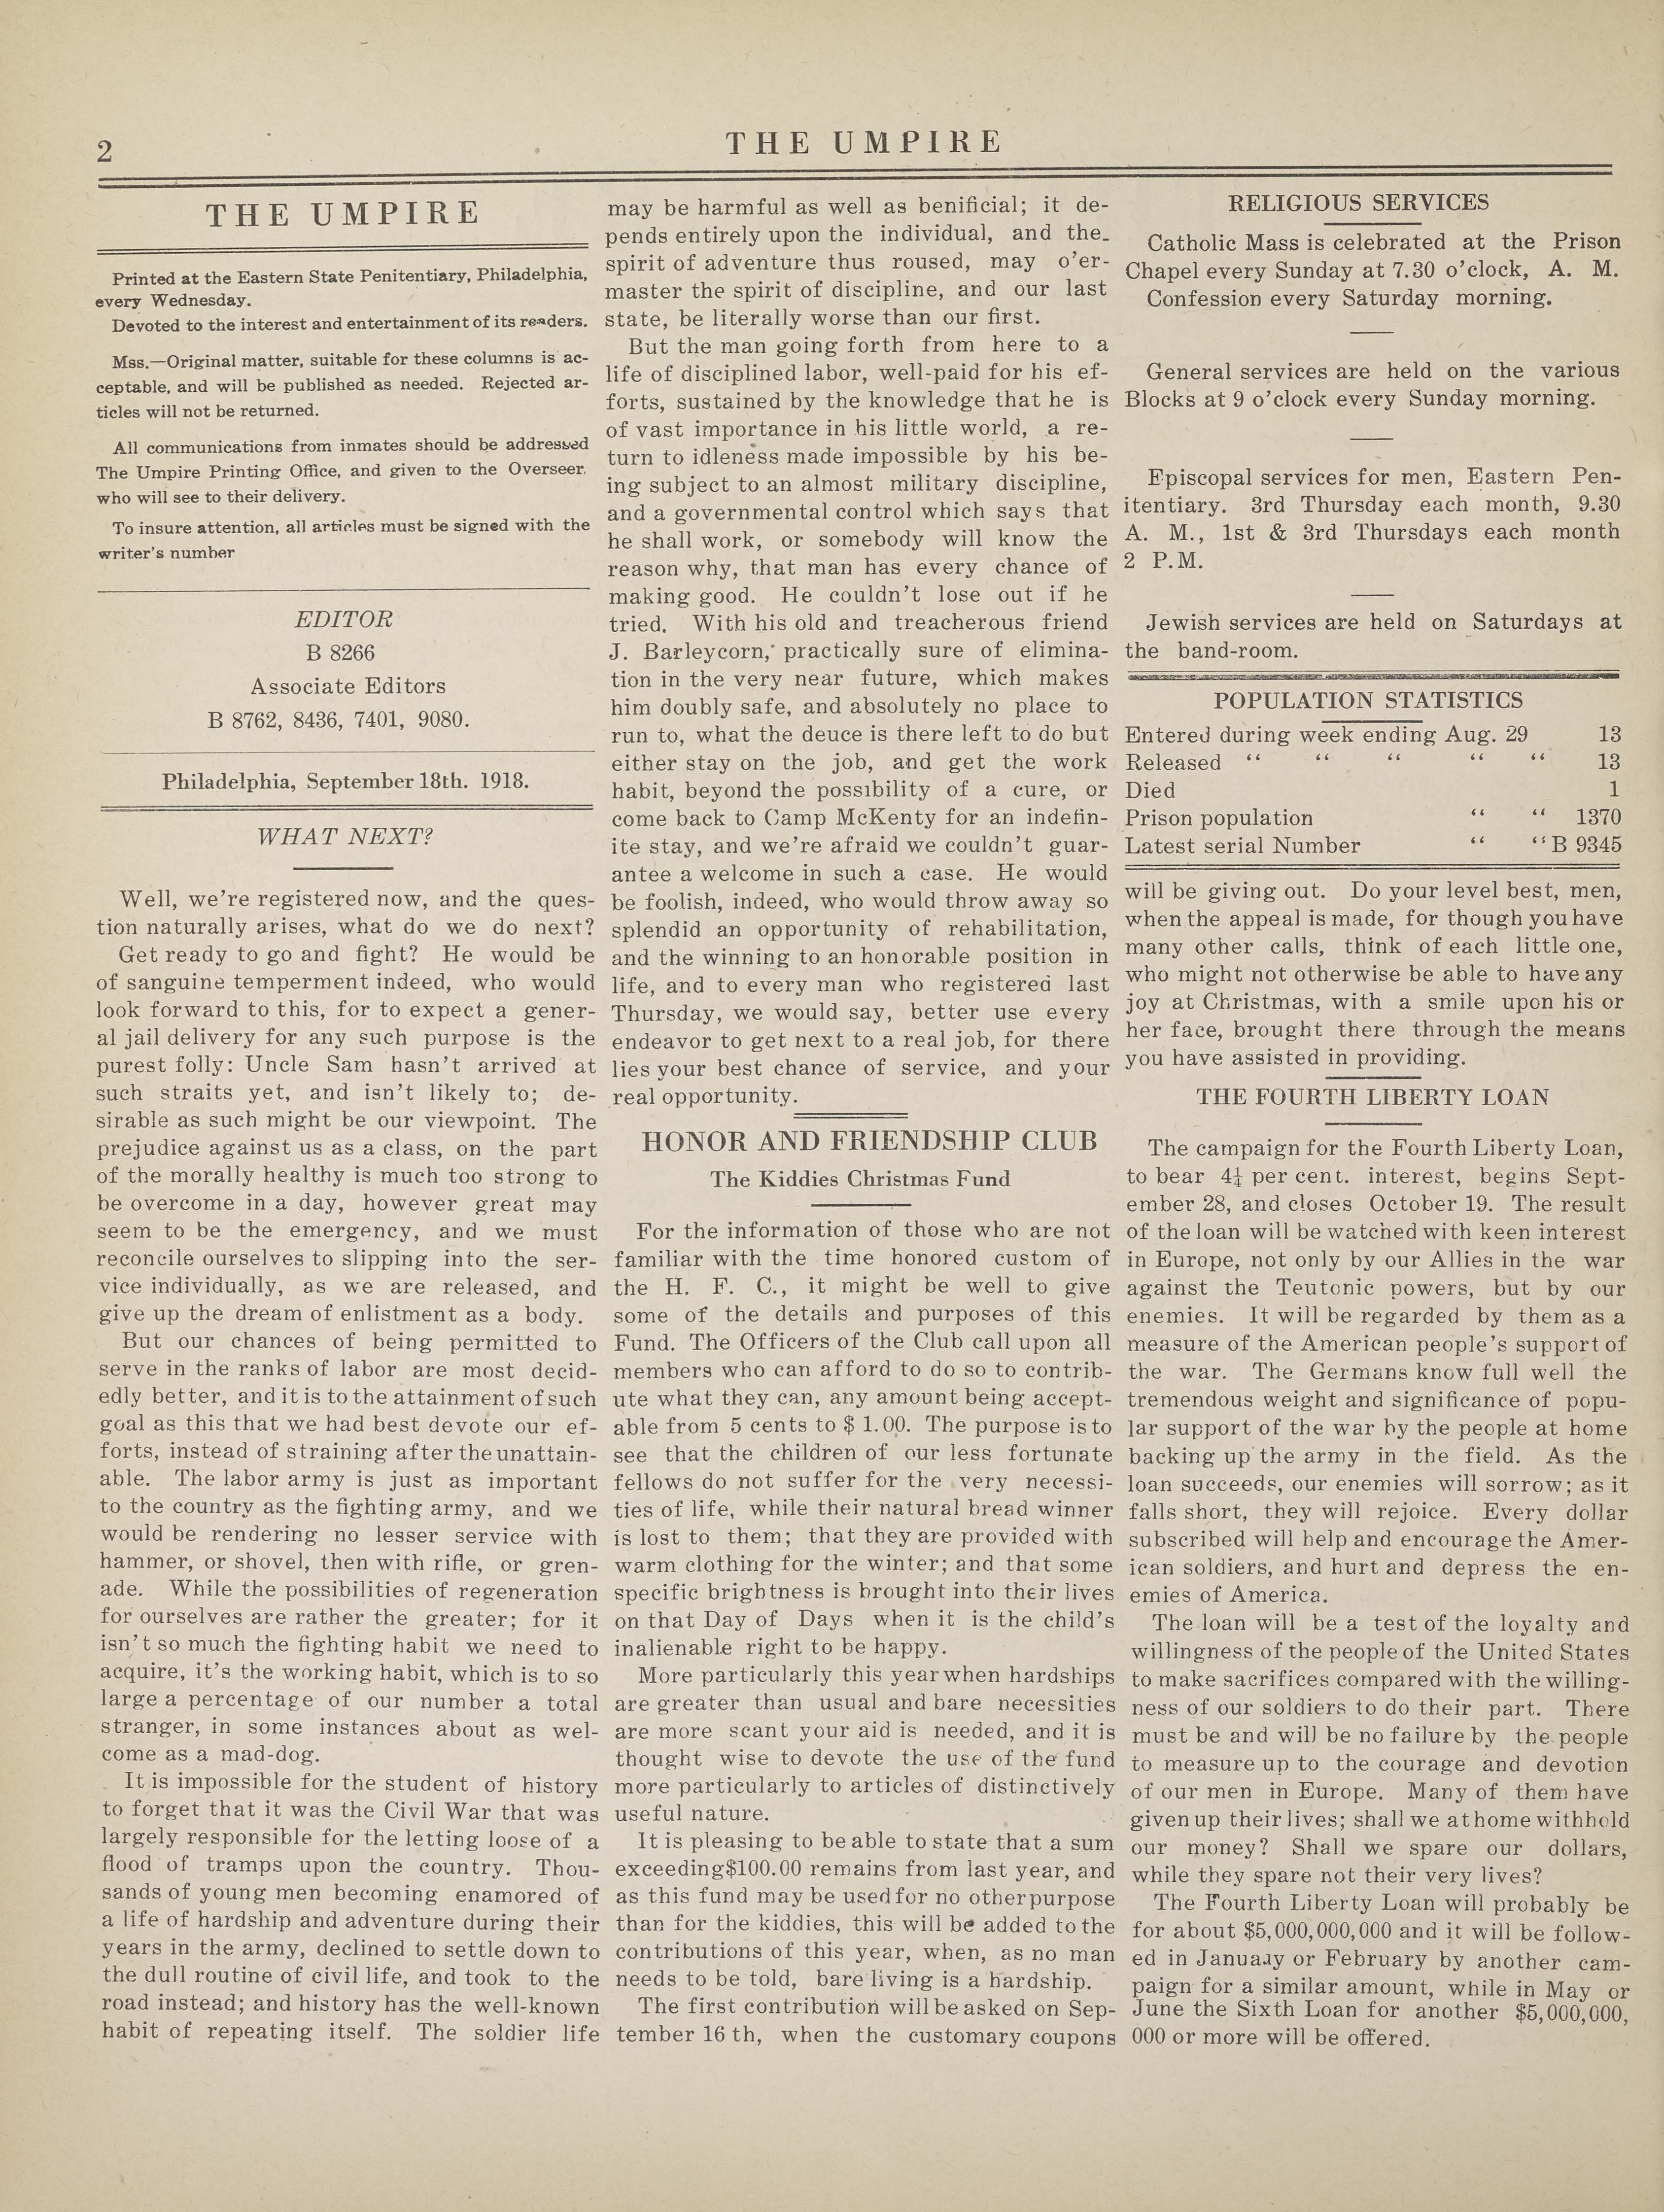 2
THE UMPIRE
THE UMPIRE
Printed at the Eastern State Penitentiary, Philadelphia,
every Wednesday.
Devoted to the interest and entertainment of its readers.
Mss.—Original matter, suitable for these columns is ac-
ceptable, and will be published as needed. Rejected ar-
ticles will not be returned.
All communications from inmates should be addressed
The Umpire Printing Office, and given to the Overseer,
who will see to their delivery.
To insure attention, all articles must be signed with the
writer's number
EDITOR
B 8266
Associate Editors
B 8762, 8436, 7401, 9080.
Philadelphia, September 18th. 1918.
WHAT NEXT?
Well, we're registered now, and the ques-
tion naturally arises, what do we do next?
Get ready to go and fight? He would be
of sanguine temperment indeed, who would
look forward to this, for to expect a gener-
al jail delivery for any such purpose is the
purest folly: Uncle Sam hasn't arrived at
such straits yet, and isn't likely to; de-
sirable as such might be our viewpoint. The
prejudice against us as a class, on the part
of the morally healthy is much too strong to
be overcome in a day, however great may
seem to be the emergency, and we must
reconcile ourselves to slipping into the ser-
vice individually, as we are released, and
give up the dream of enlistment as a body.
But our chances of being permitted to
serve in the ranks of labor are most decid-
edly better, and it is to the attainment of such
goal as this that we had best devote our ef-
forts, instead of straining after the unattain-
able. The labor army is just as important
to the country as the fighting army, and we
would be rendering no lesser service with
hammer, or shovel, then with rifle, or gren-
ade. While the possibilities of regeneration
for ourselves are rather the greater; for it
isn't so much the fighting habit we need to
acquire, it's the working habit, which is to so
large a percentage of our number a total
stranger, in some instances about as wel-
come as a mad-dog.
It is impossible for the student of history
to forget that it was the Civil War that was
largely responsible for the letting loose of a
flood of tramps upon the country. Thou-
sands of young men becoming enamored of
a life of hardship and adventure during their
years in the army, declined to settle down to
the dull routine of civil life, and took to the
road instead; and history has the well-known
habit of repeating itself. The soldier life
may be harmful as well as benificial; it de-
pends entirely upon the individual, and the
spirit of adventure thus roused, may o'er-
master the spirit of discipline, and our last
state, be literally worse than our first.
But the man going forth from here to a
life of disciplined labor, well-paid for his ef-
forts, sustained by the knowledge that he is
of vast importance in his little world, a re-
turn to idleness made impossible by his be-
ing subject to an almost military discipline,
and a governmental control which says that
he shall work, or somebody will know the
reason why, that man has every chance of
making good. He couldn't lose out if he
tried. With his old and treacherous friend
J. Barleycorn, practically sure of elimina-
tion in the very near future, which makes
him doubly safe, and absolutely no place to
run to, what the deuce is there left to do but
either stay on the job, and get the work
habit, beyond the possibility of a cure, or
come back to Camp McKenty for an indefin-
ite stay, and we're afraid we couldn't guar-
antee a welcome in such a case. He would
be foolish, indeed, who would throw away so
splendid an opportunity of rehabilitation,
and the winning to an honorable position in
life, and to every man who registered last
Thursday, we would say, better use every
endeavor to get next to a real job, for there
lies your best chance of service, and your
real opportunity.
HONOR AND FRIENDSHIP CLUB
The Kiddies Christmas Fund
For the information of those who are not
familiar with the time honored custom of
the H. F. C., it might be well to give
some of the details and purposes of this
Fund. The Officers of the Club call upon all
members who can afford to do so to contrib-
ute what they can, any amount being accept-
able from 5 cents to $ 1.00. The purpose is to
see that the children of our less fortunate
fellows do not suffer for the very necessi-
ties of life, while their natural bread winner
is lost to them; that they are provided with
warm clothing for the winter; and that some
specific brightness is brought into their lives
on that Day of Days when it is the child's
inalienable right to be happy.
More particularly this year when hardships
are greater than usual and bare necessities
are more scant your aid is needed, and it is
thought wise to devote the use of the fund
more particularly to articles of distinctively
useful nature.
It is pleasing to be able to state that a sum
exceeding $100.00 remains from last year, and
as this fund may be used for no other purpose
than for the kiddies, this will be added to the
contributions of this year, when, as no man
needs to be told, bare living is a hardship.
The first contribution will be asked on Sep-
tember 16 th, when the customary coupons
RELIGIOUS SERVICES
Catholic Mass is celebrated at the Prison
Chapel every Sunday at 7.30 o'clock, A. M.
Confession every Saturday morning.
General services are held on the various
Blocks at 9 o'clock every Sunday morning.
Episcopal services for men, Eastern Pen-
itentiary. 3rd Thursday each month, 9.30
A. M., 1st & 3rd Thursdays each month
2 P.M.
Jewish services are held on Saturdays at
the band-room.
POPULATION STATISTICS
Entered during week ending Aug. 29 13
Released “ “ “ “ “ 13
Died 1
Prison population “ “ 1370
Latest serial Number “ “ B 9345
will be giving out. Do your level best, men,
when the appeal is made, for though you have
many other calls, think of each little one,
who might not otherwise be able to have any
joy at Christmas, with a smile upon his or
her face, brought there through the means
you have assisted in providing.
THE FOURTH LIBERTY LOAN
The campaign for the Fourth Liberty Loan,
to bear 4¼ per cent. interest, begins Sept-
ember 28, and closes October 19. The result
of the loan will be watched with keen interest
in Europe, not only by our Allies in the war
against the Teutonic powers, but by our
enemies. It will be regarded by them as a
measure of the American people's support of
the war. The Germans know full well the
tremendous weight and significance of popu-
lar support of the war by the people at home
backing up the army in the field. As the
loan succeeds, our enemies will sorrow; as it
falls short, they will rejoice. Every dollar
subscribed will help and encourage the Amer-
ican soldiers, and hurt and depress the en-
emies of America.
The loan will be a test of the loyalty and
willingness of the people of the United States
to make sacrifices compared with the willing-
ness of our soldiers to do their part. There
must be and will be no failure by the people
to measure up to the courage and devotion
of our men in Europe. Many of them have
given up their lives; shall we at home withhold
our money? Shall we spare our dollars,
while they spare not their very lives?
The Fourth Liberty Loan will probably be
for about $5,000,000,000 and it will be follow-
ed in Januaay or February by another cam-
paign for a similar amount, while in May or
June the Sixth Loan for another $5,000,000,
000 or more will be offered.